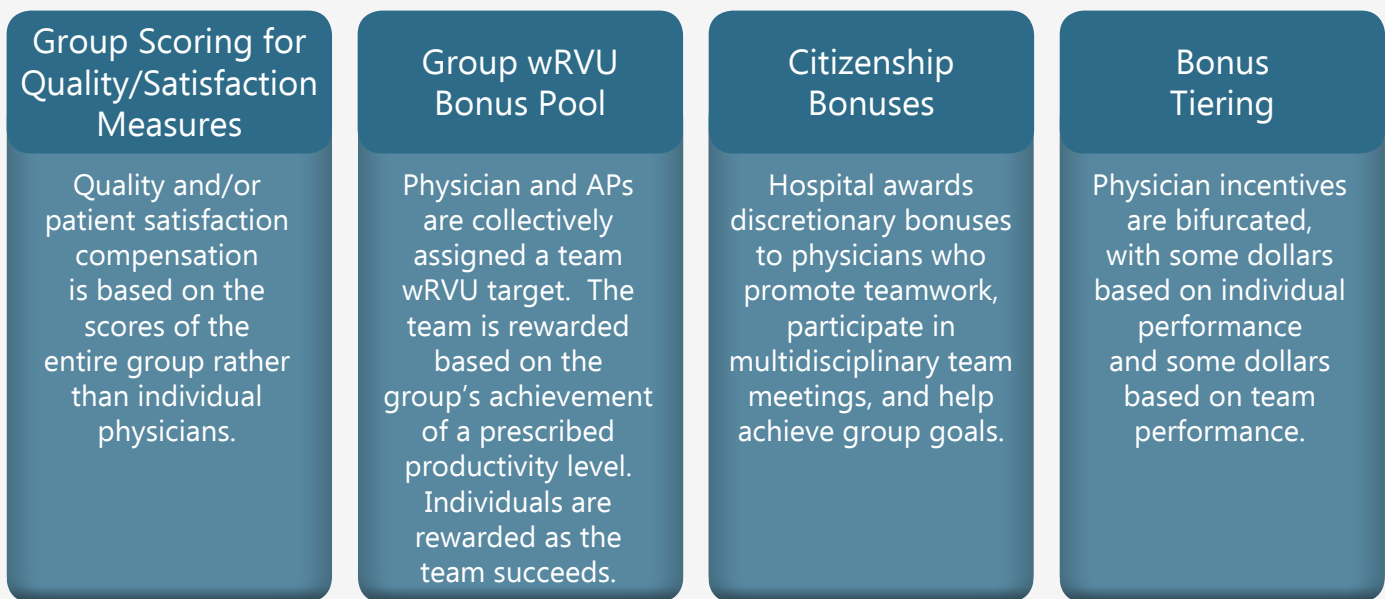 Group Scoring for
Quality/Satisfaction
Measures
Quality and/or
patient satisfaction
compensation
is based on the
scores of the
entire group rather
than individual
physicians.
Group wRVU
Bonus Pool
Physician and APs
are collectively
assigned a team
wRVU target.  The
team is rewarded
based on the
group’s achievement
of a prescribed
productivity level.
Individuals are
rewarded as the
team succeeds.
Citizenship
Bonuses
Hospital awards
discretionary bonuses
to physicians who
promote teamwork,
participate in
multidisciplinary team
meetings, and help
achieve group goals.
Bonus
Tiering
Physician incentives
are bifurcated,
with some dollars
based on individual
performance
and some dollars
based on team
performance.